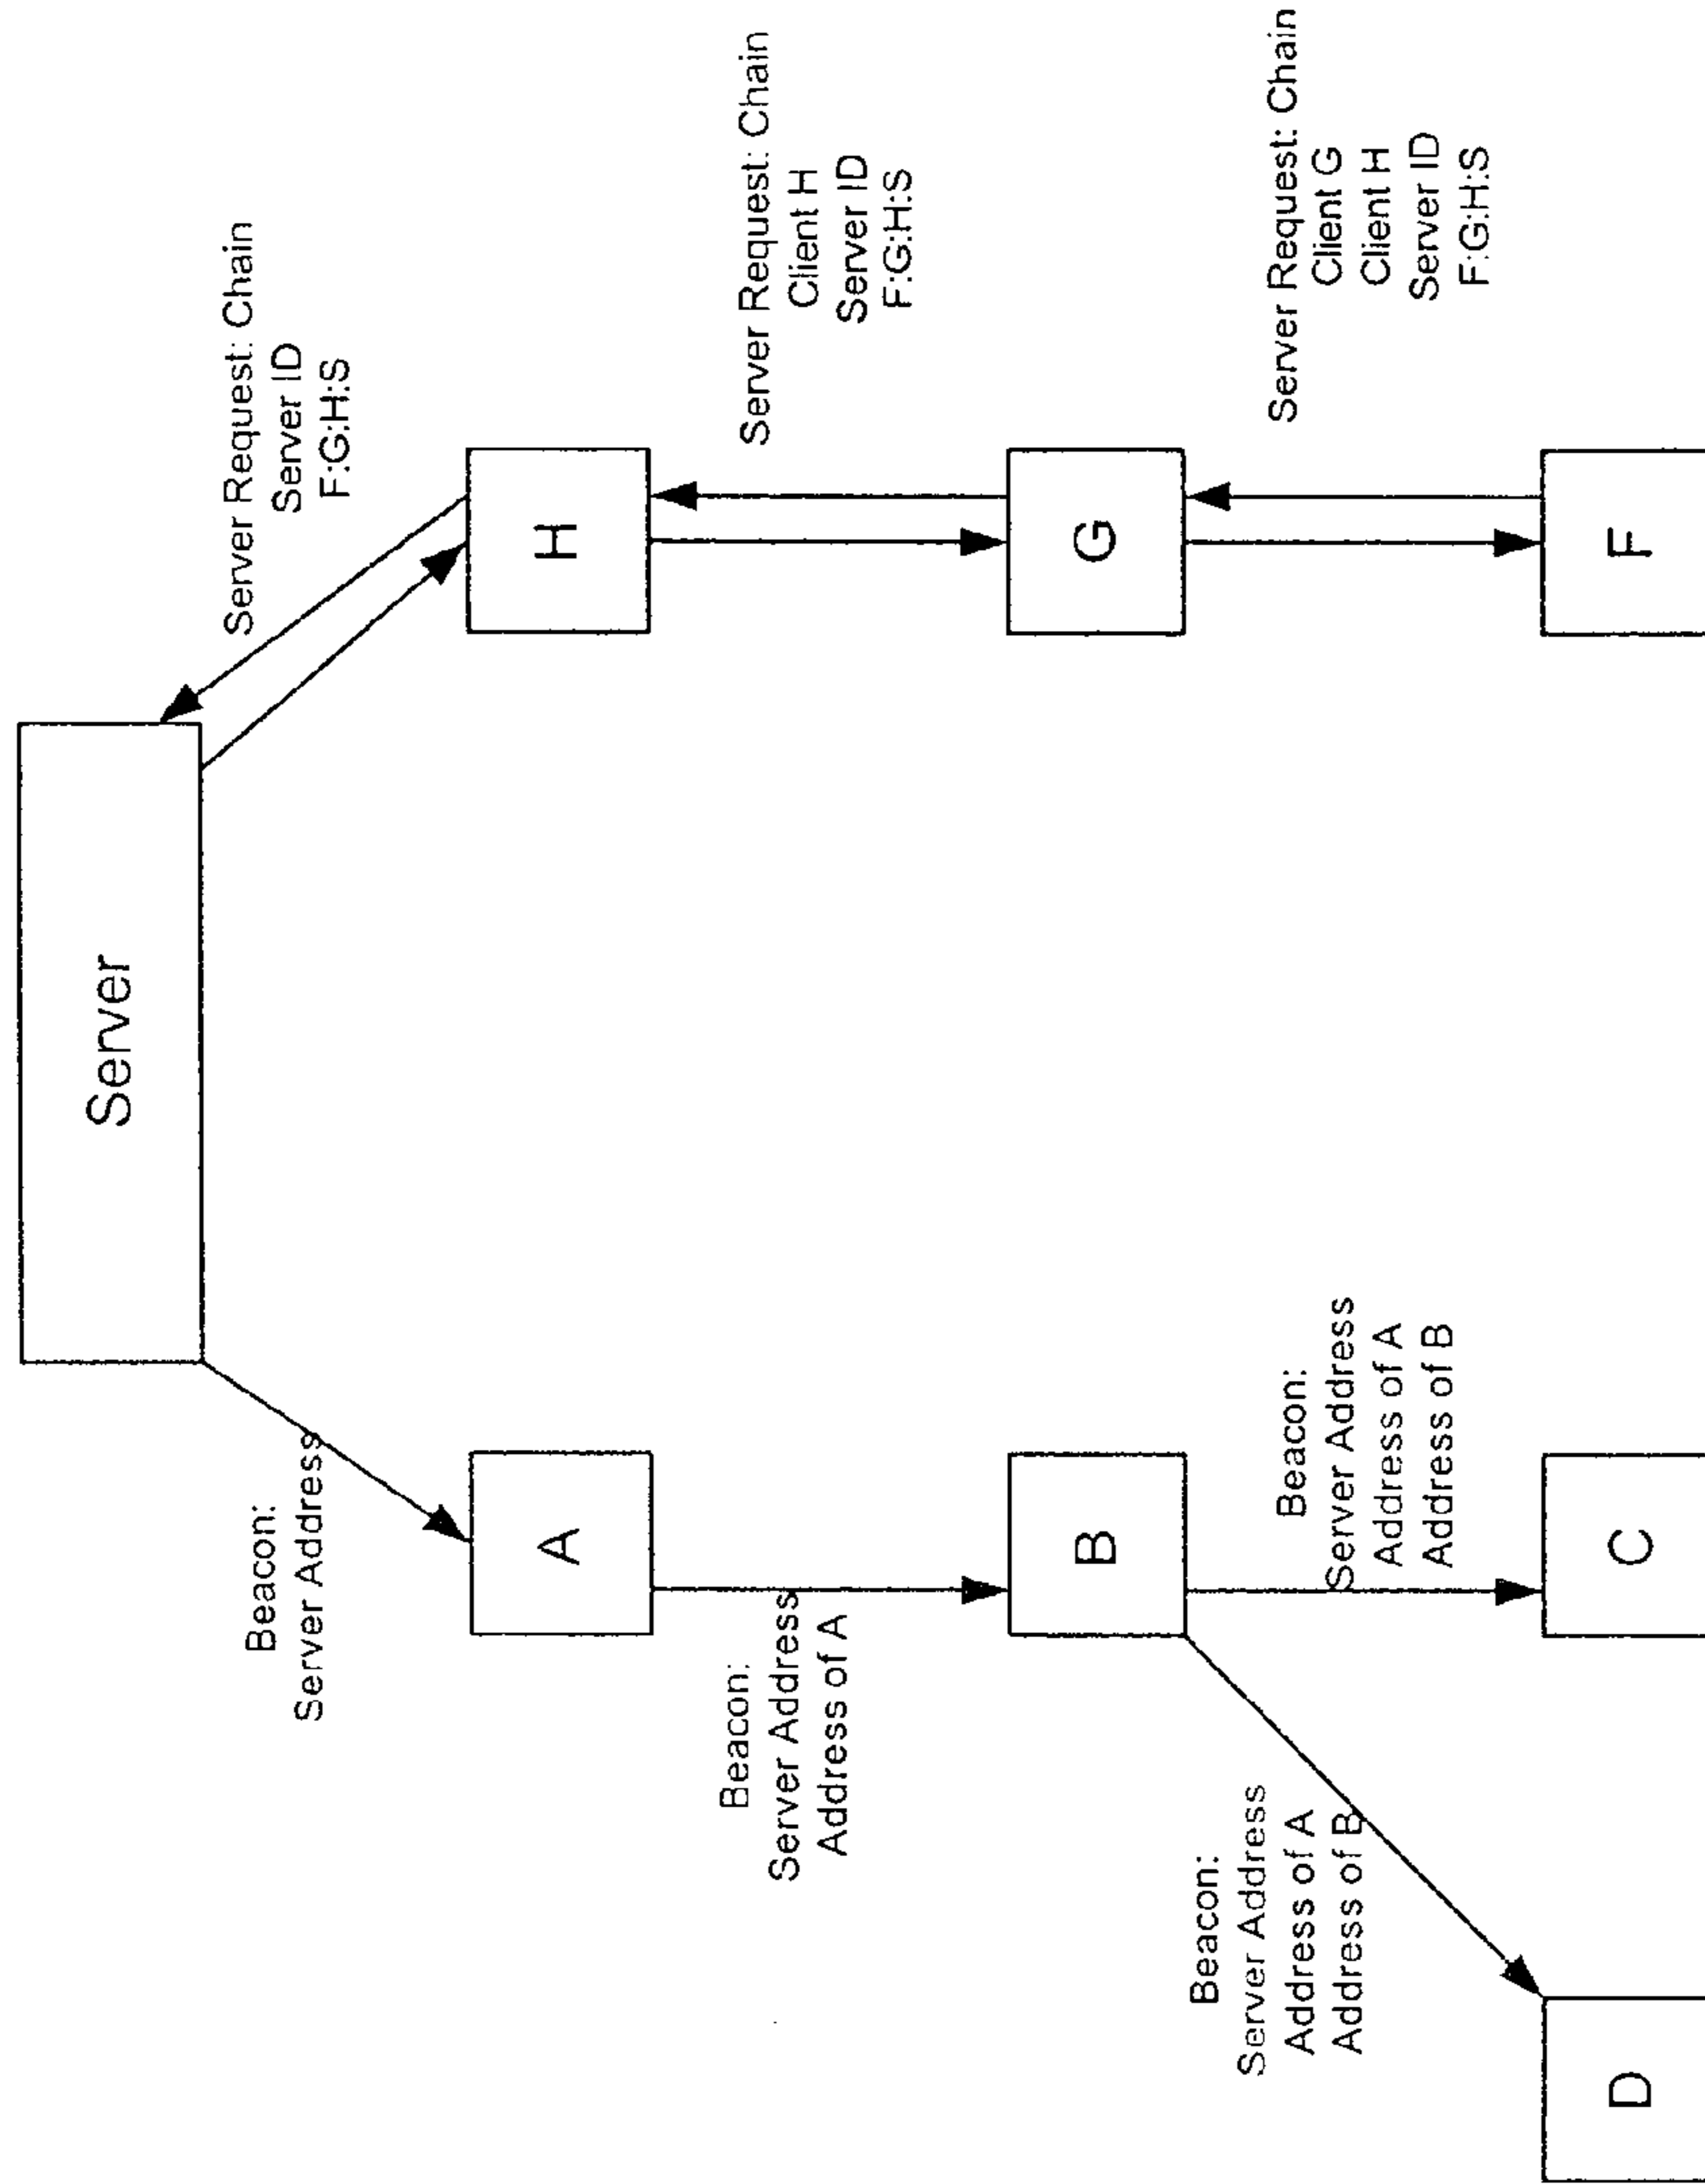 Server
Beacon:
Server Address
A
Beacon:
Server Address
Address of A
B
Beacon:
Server Address
Address of A
Address of B
D
Beacon:
Server Address
Address of A
Address of B
C
Server Request: Chain
Server ID
F:G:H:S
H
Server Request: Chain
Client H
Server ID
F:G:H:S
G
Server Request: Chain
Client G
Client H
Server ID
F:G:H:S
F